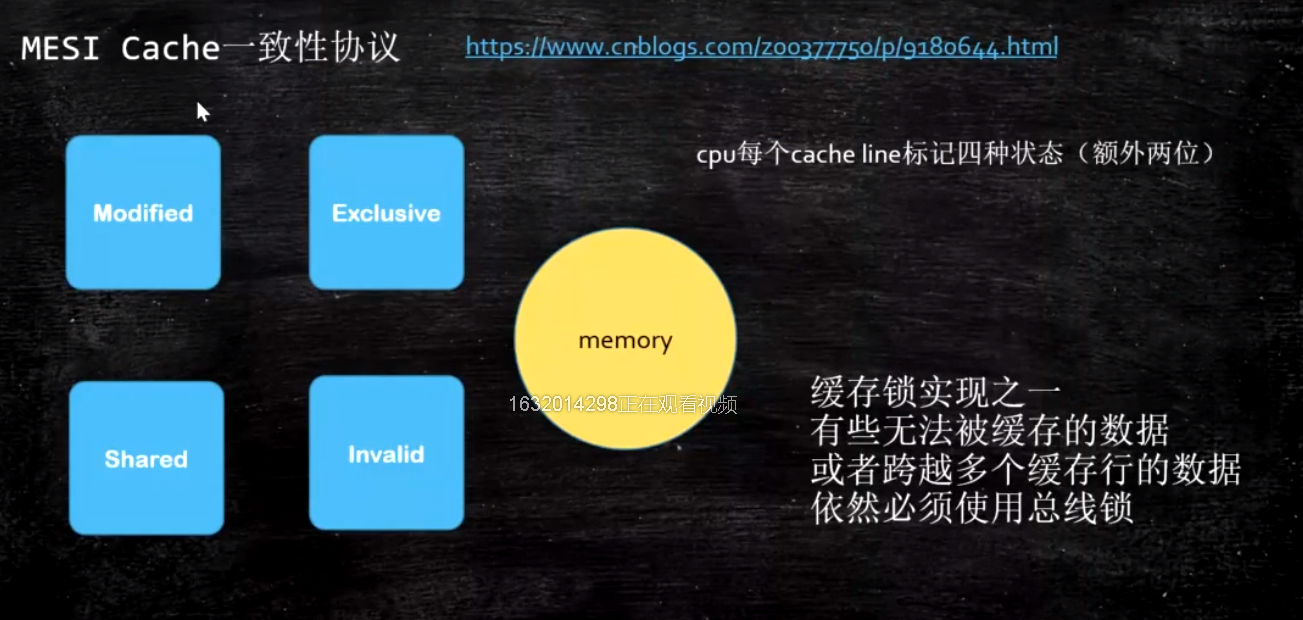 MESI Cache一致性协议
https://www.cnblogs.com/z00377750/p/9180644.html
cpu每个cache line标记四种状态（额外两位）
Modified
Exclusive
memory
1632014298正在观看视频
Shared
Invalid
缓存锁实现之一
有些无法被缓存的数据
或者跨越多个缓存行的数据
依然必须使用总线锁